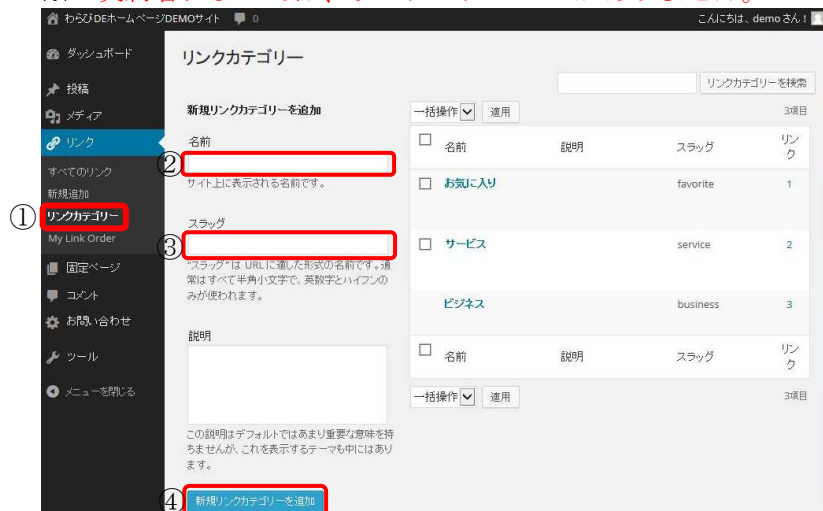 わらびDEホームページDEMOサイト 0 こんにちは、demo さん!
ダッシュボード
投稿
メディア
リンク
すべてのリンク
新規追加
① リンクカテゴリー
My Link Order
固定ページ
コメント
お問い合わせ
ツール
メニューを閉じる
リンクカテゴリー
リンクカテゴリーを検索
新規リンクカテゴリーを追加
名前
②
サイト上に表示される名前です。
スラッグ
③
"スラッグ" は URL に適した形式の名前です。通
常はすべて半角小文字で、英数字とハイフンの
みが使われます。
説明
この説明はデフォルトではあまり重要な意味を持
ちませんが、これを表示するテーマも中にはあり
ます。
④ 新規リンクカテゴリーを追加
一括操作 適用 3項目
名前 説明 スラッグ リン
ク
お気に入り favorite 1
サービス service 2
ビジネス business 3
名前 説明 スラッグ リン
ク
一括操作 適用 3項目